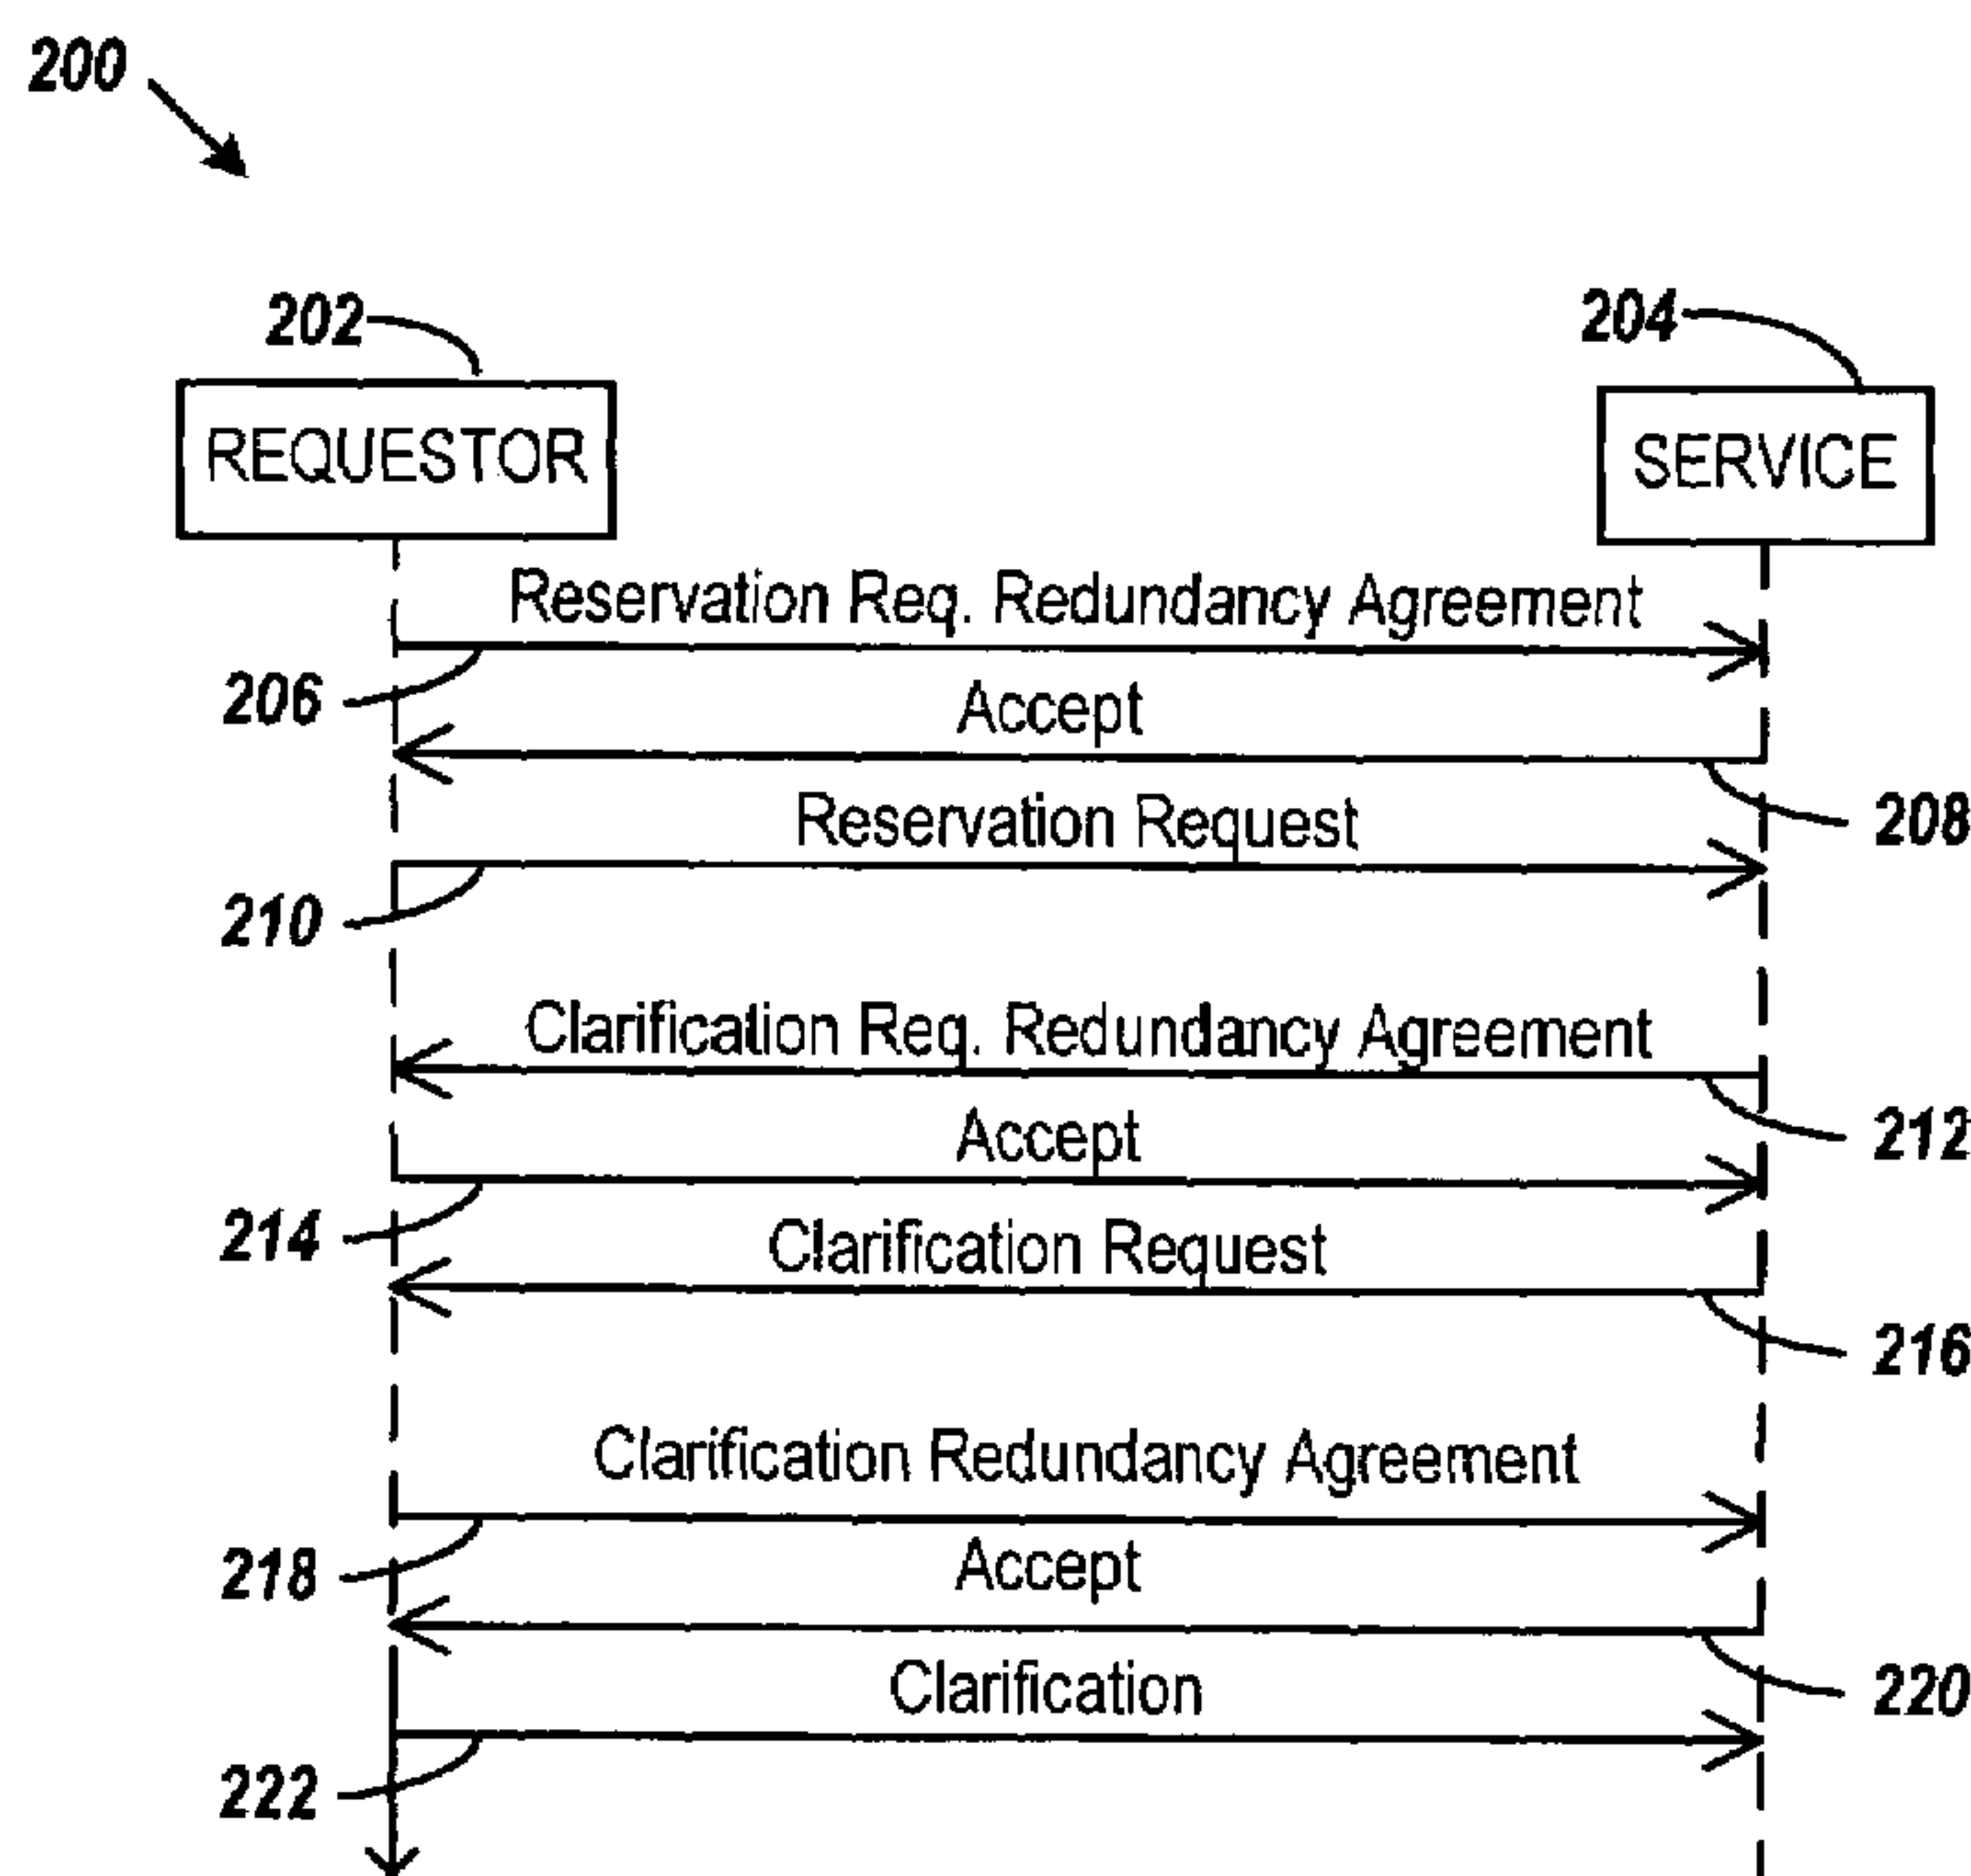 200
202
204
REQUESTOR
SERVICE
Reservation Req. Redundancy Agreement
206
Accept
208
Reservation Request
210
Clarification Req. Redundancy Agreement
212
Accept
214
Clarification Request
216
Clarification Redundancy Agreement
218
Accept
220
Clarification
222